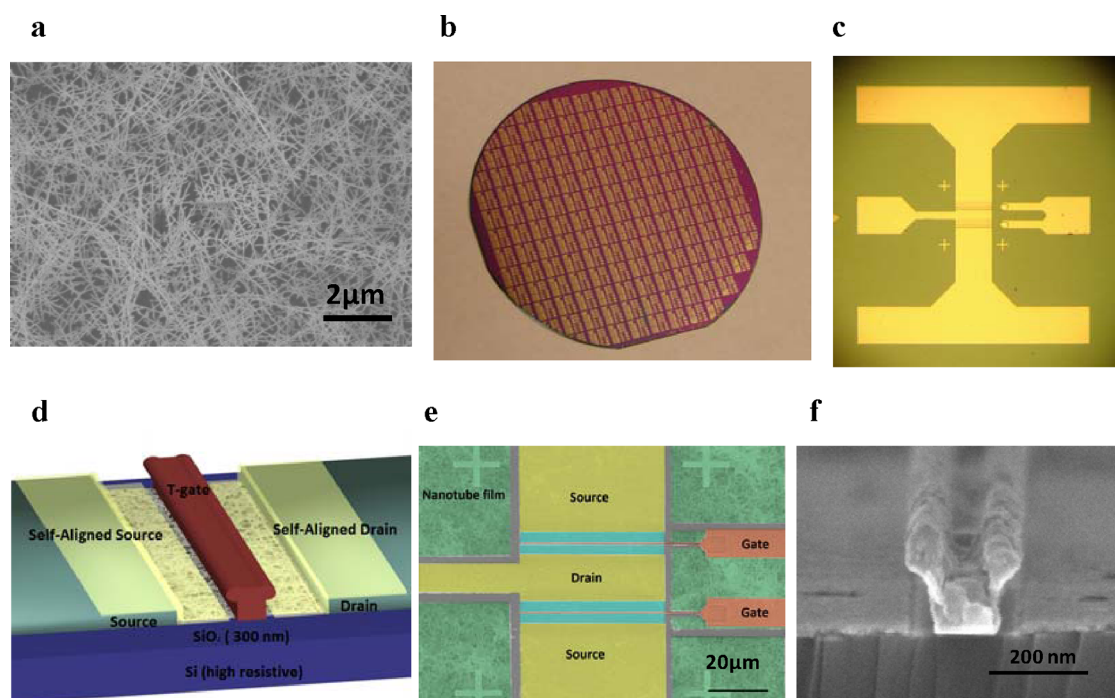 a
b
c
2μm
d
e
f
T-gate
Self-Aligned Source
Self-Aligned Drain
Source
Drain
SiO₂ ( 300 nm)
Si (high resistive)
Nanotube film
Source
Gate
Drain
Gate
Source
20μm
200 nm